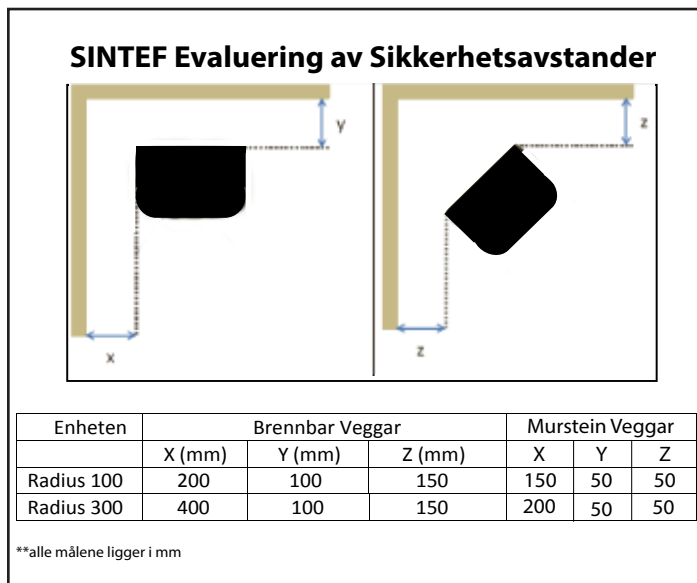 SINTEF Evaluering av Sikkerhetsavstander
y
z
x
z
Enheten Brennbar Veggar Murstein Veggar
X (mm) Y (mm) Z (mm) X Y Z
Radius 100 200 100 150 150 50 50
Radius 300 400 100 150 200 50 50
**alle målene ligger i mm